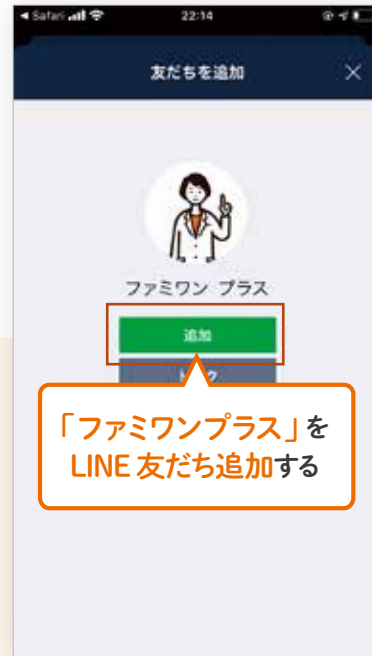 Safari
22:14
友だちを追加
ファミワン プラス
追加
「ファミワンプラス」を
LINE 友だち追加する